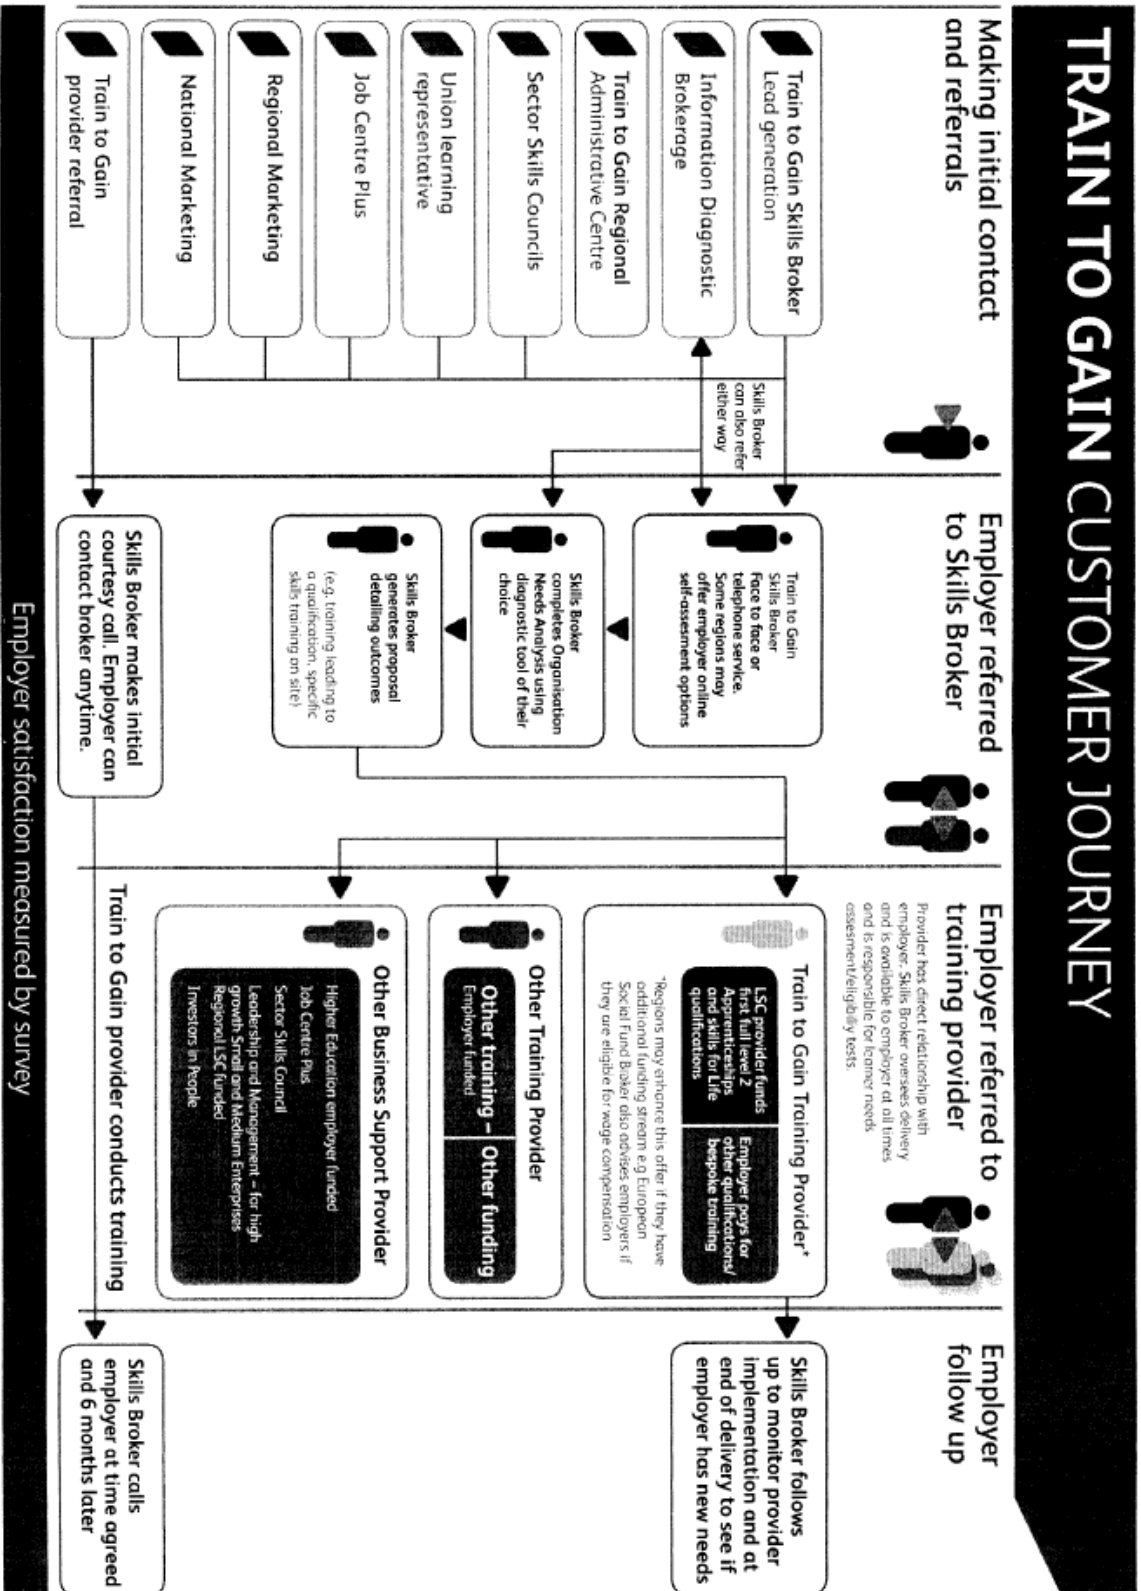 TRAIN TO GAIN CUSTOMER JOURNEY
Making initial contact
and referrals
Train to Gain Skills Broker
Lead generation
Information Diagnostic
Brokerage
Train to Gain Regional
Administrative Centre
Sector Skills Councils
Union learning
representative
Job Centre Plus
Regional Marketing
National Marketing
Train to Gain
provider referral
Skills Broker
can also refer
either way
Employer referred
to Skills Broker
Train to Gain
Skills Broker
Face to face or
telephone service.
Some regions may
offer employer online
self-assesment options
Skills Broker
completes Organisation
Needs Analysis using
diagnostic tool of their
choice
Skills Broker
generates proposal
detailing outcomes
(e.g. training leading to
a qualification, specific
skills training on site)
Skills Broker makes initial
courtesy call. Employer can
contact broker anytime.
Employer referred to
training provider
Provider has direct relationship with
employer. Skills Broker oversees delivery
and is available to employer at all times
and is responsible for learner needs
assesment/eligibility tests.
Train to Gain Training Provider*
LSC provider funds
first full level 2
Apprenticeships
and skills for Life
qualifications
Employer pays for
other qualifications/
bespoke training
*Regions may enhance this offer if they have
additional funding stream e.g European
Social Fund Broker also advises employers if
they are eligible for wage compensation
Other Training Provider
Other training –
Employer funded
Other funding
Other Business Support Provider
Higher Education employer funded
Job Centre Plus
Sector Skills Council
Leadership and Management – for high
growth Small and Medium Enterprises
Regional LSC funded
Investors in People
Train to Gain provider conducts training
Employer
follow up
Skills Broker follows
up to monitor provider
implementation and at
end of delivery to see if
employer has new needs
Skills Broker calls
employer at time agreed
and 6 months later
Employer satisfaction measured by survey